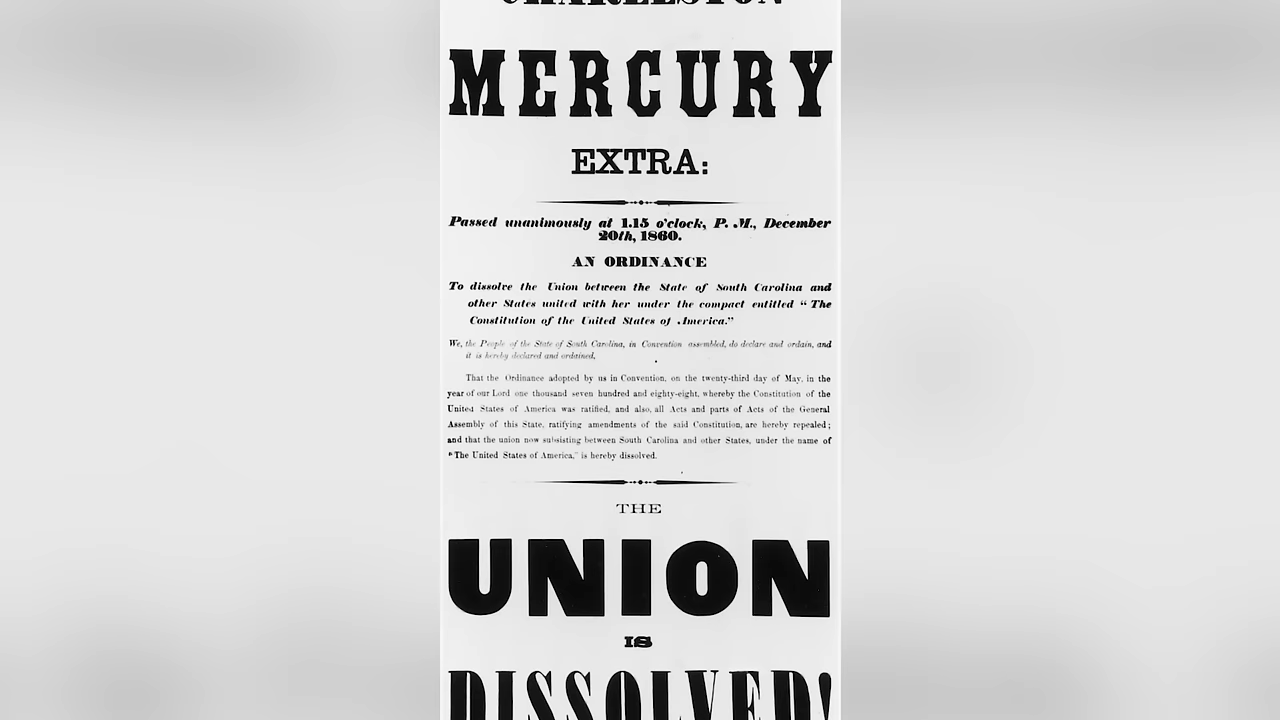 CHARLESTON
MERCURY
EXTRA:
Passed unanimously at 1.15 o'clock, P. M., December
20th, 1860.
AN ORDINANCE
To dissolve the Union between the State of South Carolina and
other States united with her under the compact entitled “The
Constitution of the United States of America.”
We, the People of the State of South Carolina, in Convention assembled, do declare and ordain, and
it is hereby declared and ordained,
That the Ordinance adopted by us in Convention, on the twenty-third day of May, in the
year of our Lord one thousand seven hundred and eighty-eight, whereby the Constitution of the
United States of America was ratified, and also, all Acts and parts of Acts of the General
Assembly of this State, ratifying amendments of the said Constitution, are hereby repealed;
and that the union now subsisting between South Carolina and other States, under the name of
“The United States of America,” is hereby dissolved.
THE
UNION
IS
DISSOLVED!